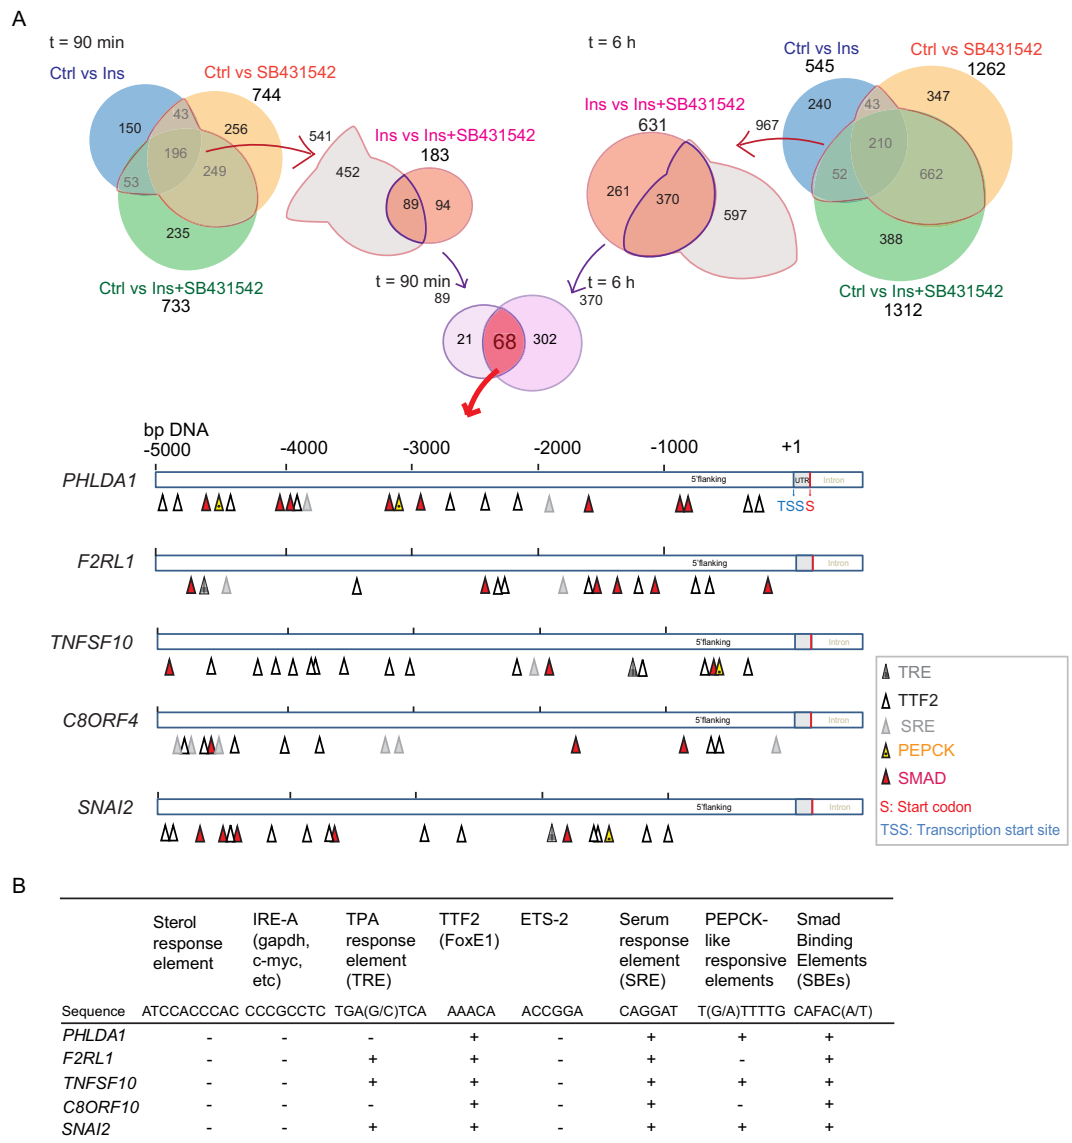 A
t = 90 min
Ctrl vs Ins
Ctrl vs SB431542
744
150
43
256
196
249
53
235
Ctrl vs Ins+SB431542
733
541
452
Ins vs Ins+SB431542
183
89
94
t = 6 h
Ctrl vs Ins
545
Ctrl vs SB431542
1262
240
43
347
210
52
662
388
Ctrl vs Ins+SB431542
1312
967
Ins vs Ins+SB431542
631
261
370
597
t = 90 min
89
t = 6 h
370
21
68
302
bp DNA
-5000
-4000
-3000
-2000
-1000
+1
PHLDA1
5'flanking
UTR
Intron
TSS
S
F2RL1
5'flanking
Intron
TNFSF10
5'flanking
Intron
C8ORF4
5'flanking
Intron
SNAI2
5'flanking
Intron
TRE
TTF2
SRE
PEPCK
SMAD
S: Start codon
TSS: Transcription start site
B
Sterol response element
IRE-A (gapdh, c-myc, etc)
TPA response element (TRE)
TTF2 (FoxE1)
ETS-2
Serum response element (SRE)
PEPCK-like responsive elements
Smad Binding Elements (SBEs)
Sequence ATCCACCCAC CCCGCCTC TGA(G/C)TCA AAACA ACCGGA CAGGAT T(G/A)TTTTG CAFAC(A/T)
PHLDA1 - - - + - + + +
F2RL1 - - + + - + - +
TNFSF10 - - + + - + + +
C8ORF10 - - - + - + - +
SNAI2 - - + + - + + +